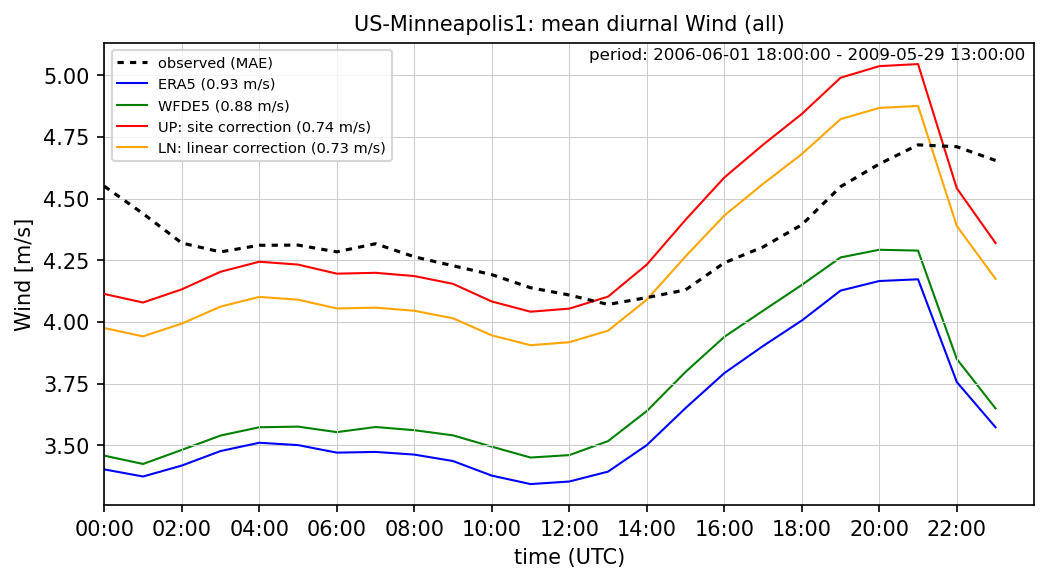 US-Minneapolis1: mean diurnal Wind (all)
period: 2006-06-01 18:00:00 - 2009-05-29 13:00:00
observed (MAE)
ERA5 (0.93 m/s)
WFDE5 (0.88 m/s)
UP: site correction (0.74 m/s)
LN: linear correction (0.73 m/s)
Wind [m/s]
5.00
4.75
4.50
4.25
4.00
3.75
3.50
00:00 02:00 04:00 06:00 08:00 10:00 12:00 14:00 16:00 18:00 20:00 22:00
time (UTC)